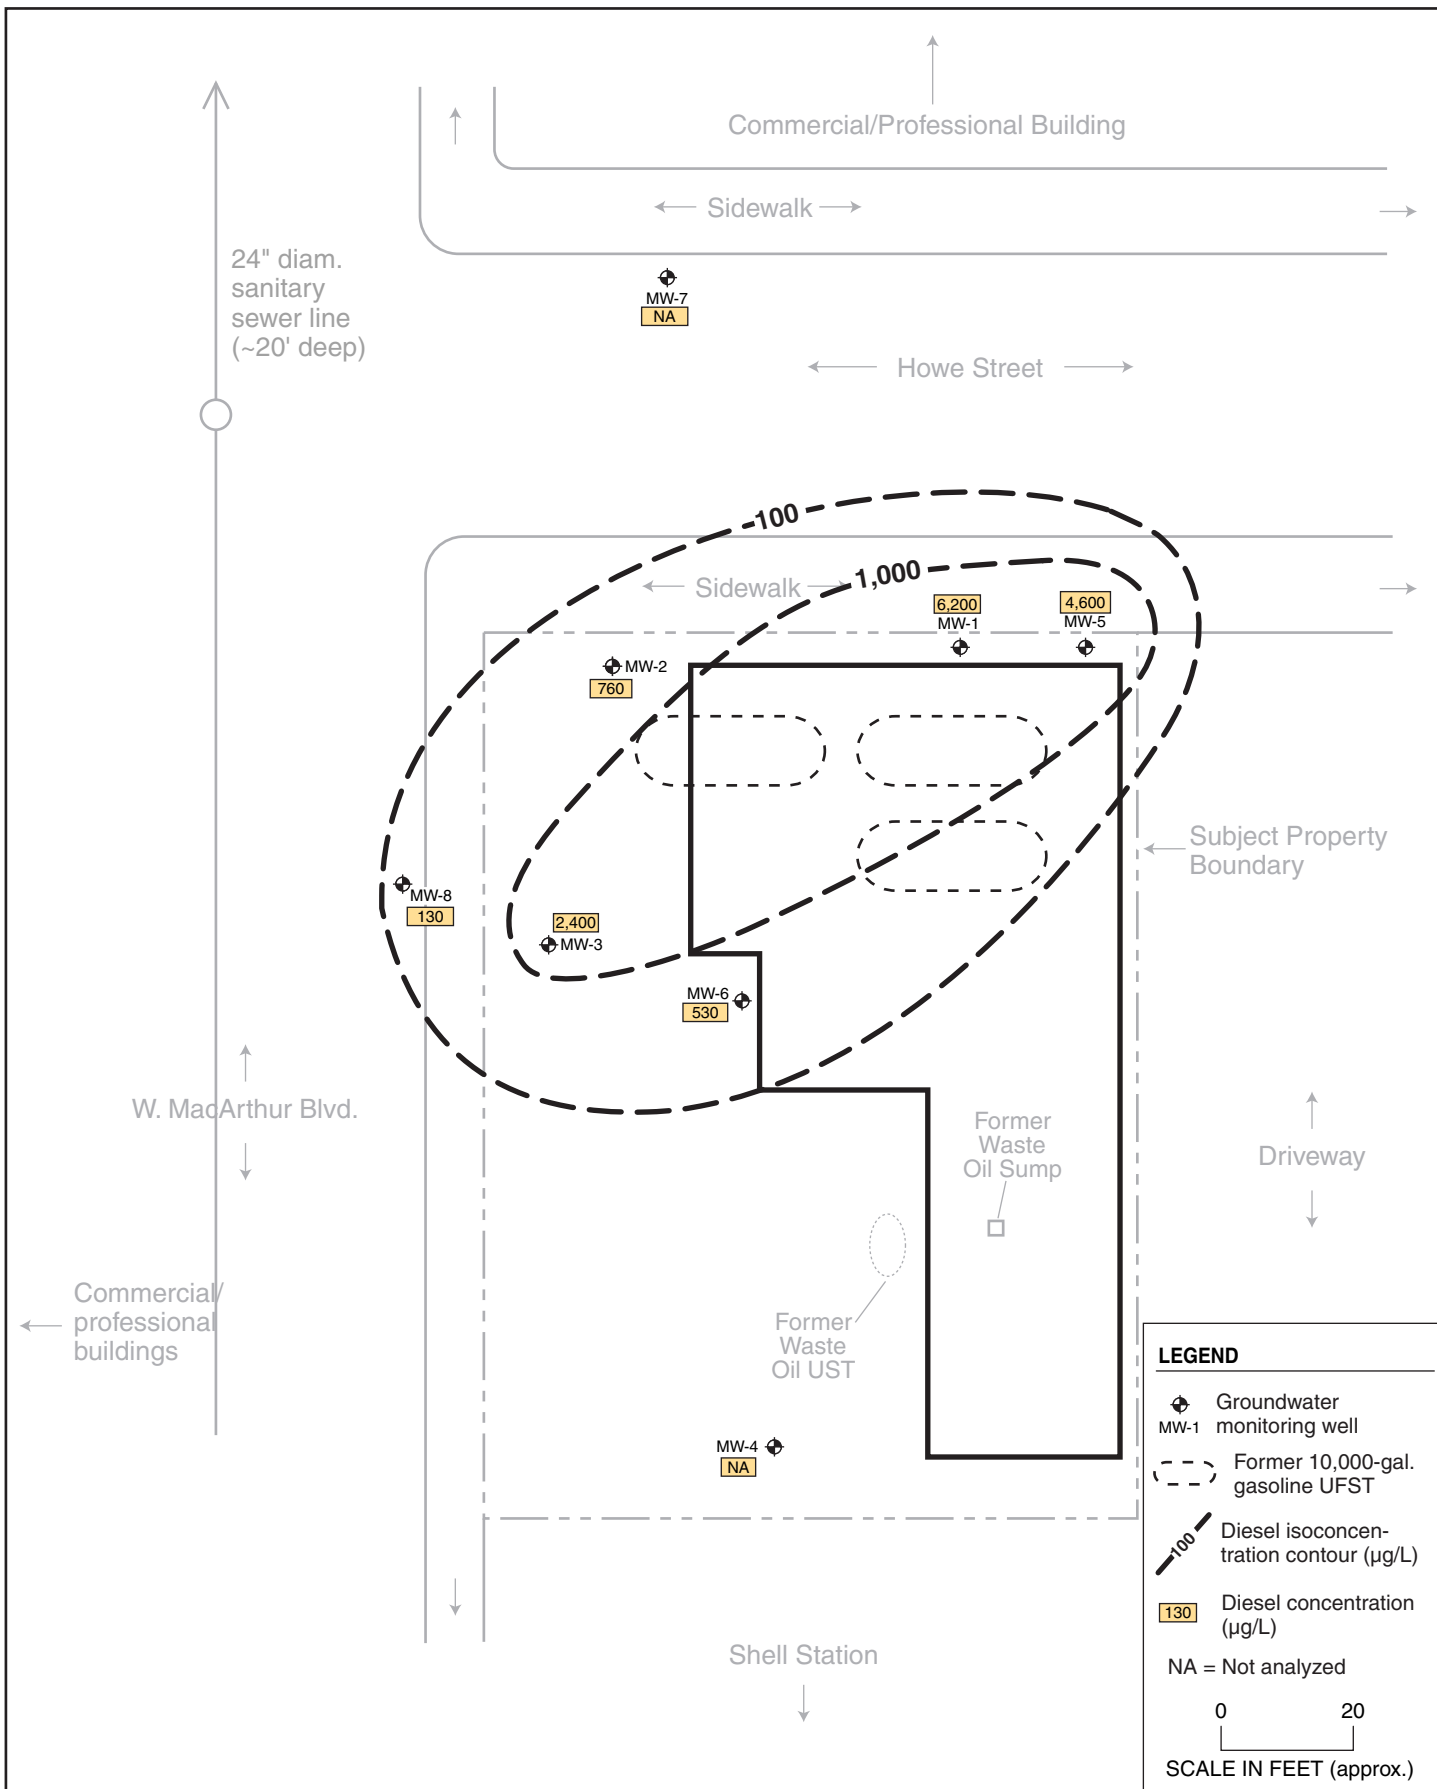 Commercial/Professional Building
Sidewalk
24" diam.
sanitary
sewer line
(~20' deep)
MW-7
NA
Howe Street
100
1,000
Sidewalk
6,200
MW-1
4,600
MW-5
MW-2
760
Subject Property
Boundary
MW-8
130
2,400
MW-3
MW-6
530
W. MacArthur Blvd.
Former
Waste
Oil Sump
Driveway
Commercial/
professional
buildings
Former
Waste
Oil UST
MW-4
NA
Shell Station
LEGEND
MW-1
Groundwater
monitoring well
Former 10,000-gal.
gasoline UFST
100
Diesel isoconcen-
tration contour (µg/L)
130
Diesel concentration
(µg/L)
NA = Not analyzed
0 20
SCALE IN FEET (approx.)